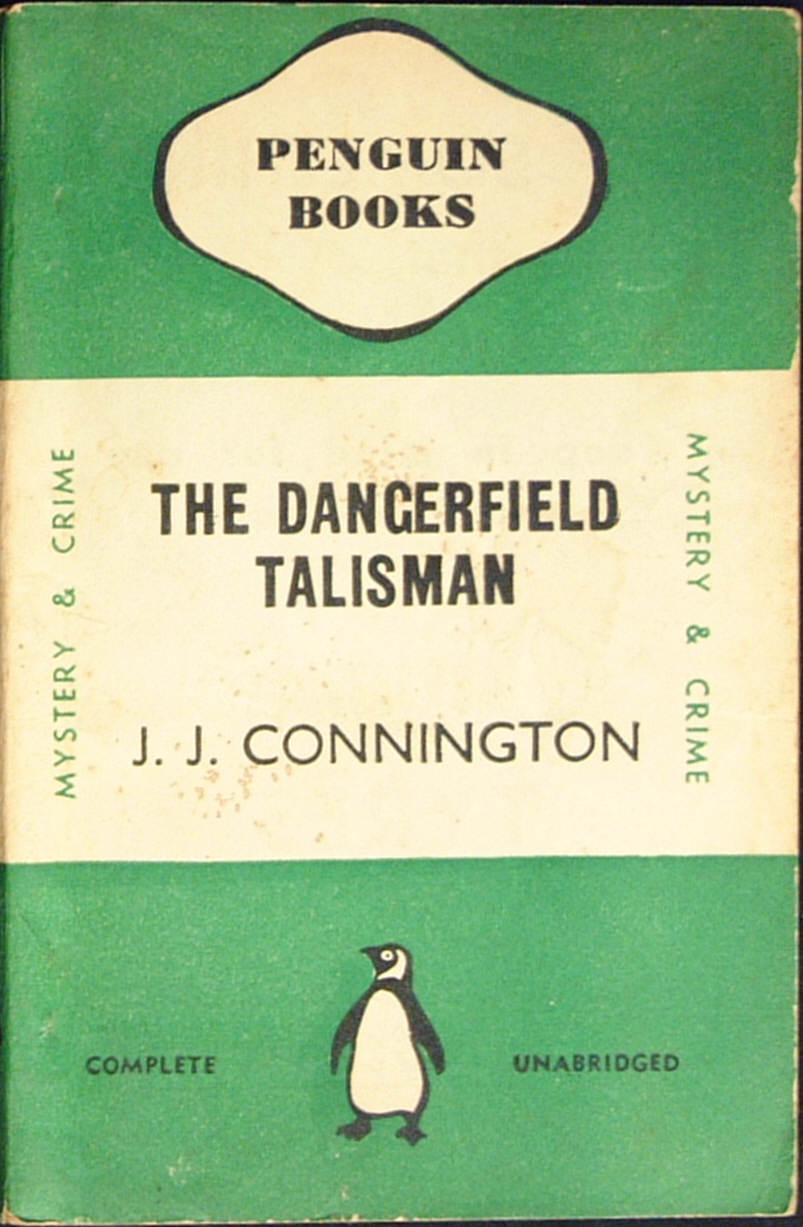 PENGUIN
BOOKS
MYSTERY & CRIME
THE DANGERFIELD
TALISMAN
J. J. CONNINGTON
MYSTERY & CRIME
COMPLETE
UNABRIDGED